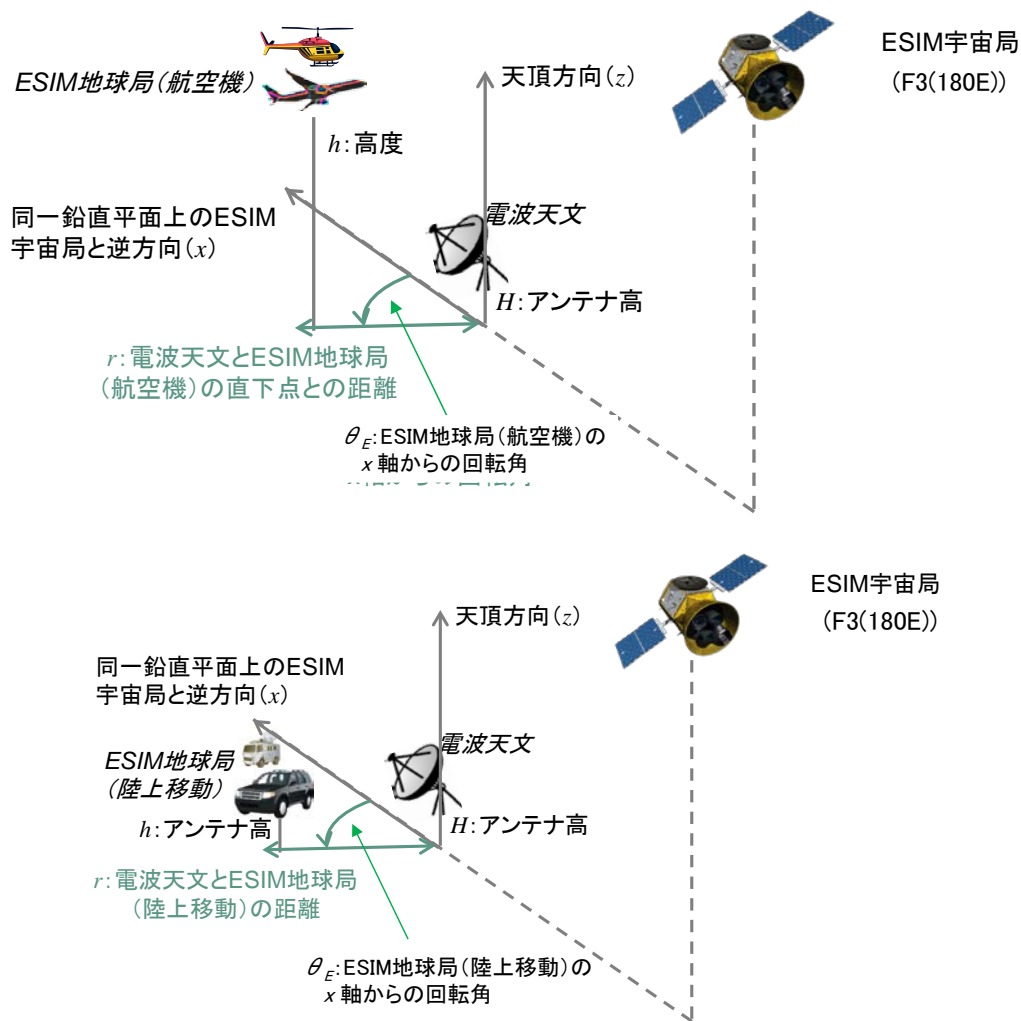 ESIM宇宙局
(F3(180E))
ESIM地球局(航空機)
天頂方向(z)
h:高度
同一鉛直平面上のESIM
宇宙局と逆方向(x)
電波天文
H:アンテナ高
r:電波天文とESIM地球局
(航空機)の直下点との距離
θE:ESIM地球局(航空機)の
x 軸からの回転角
ESIM宇宙局
(F3(180E))
天頂方向(z)
同一鉛直平面上のESIM
宇宙局と逆方向(x)
電波天文
ESIM地球局
(陸上移動)
h:アンテナ高
H:アンテナ高
r:電波天文とESIM地球局
(陸上移動)の距離
θE:ESIM地球局(陸上移動)の
x 軸からの回転角